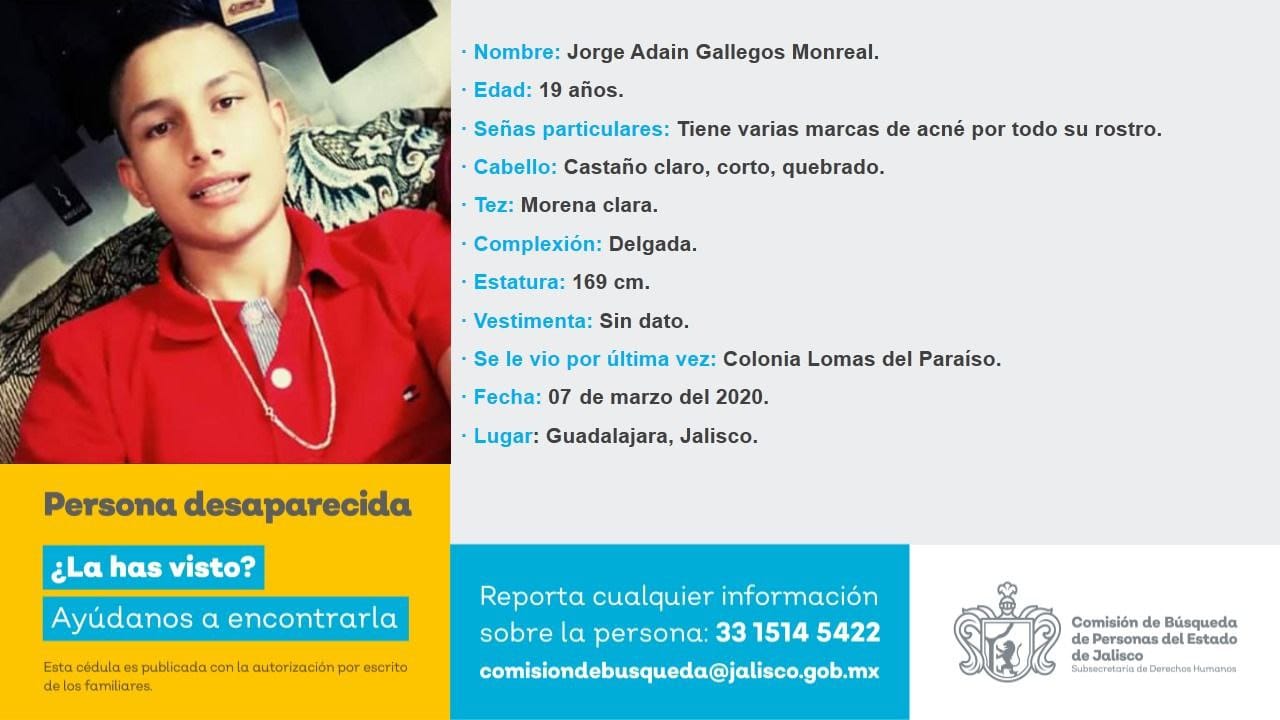 · Nombre: Jorge Adain Gallegos Monreal.
· Edad: 19 años.
· Señas particulares: Tiene varias marcas de acné por todo su rostro.
· Cabello: Castaño claro, corto, quebrado.
· Tez: Morena clara.
· Complexión: Delgada.
· Estatura: 169 cm.
· Vestimenta: Sin dato.
· Se le vio por última vez: Colonia Lomas del Paraíso.
· Fecha: 07 de marzo del 2020.
· Lugar: Guadalajara, Jalisco.
Persona desaparecida
¿La has visto?
Ayúdanos a encontrarla
Esta cédula es publicada con la autorización por escrito
de los familiares.
Reporta cualquier información
sobre la persona: 33 1514 5422
comisiondebusqueda@jalisco.gob.mx
Comisión de Búsqueda
de Personas del Estado
de Jalisco
Subsecretaría de Derechos Humanos